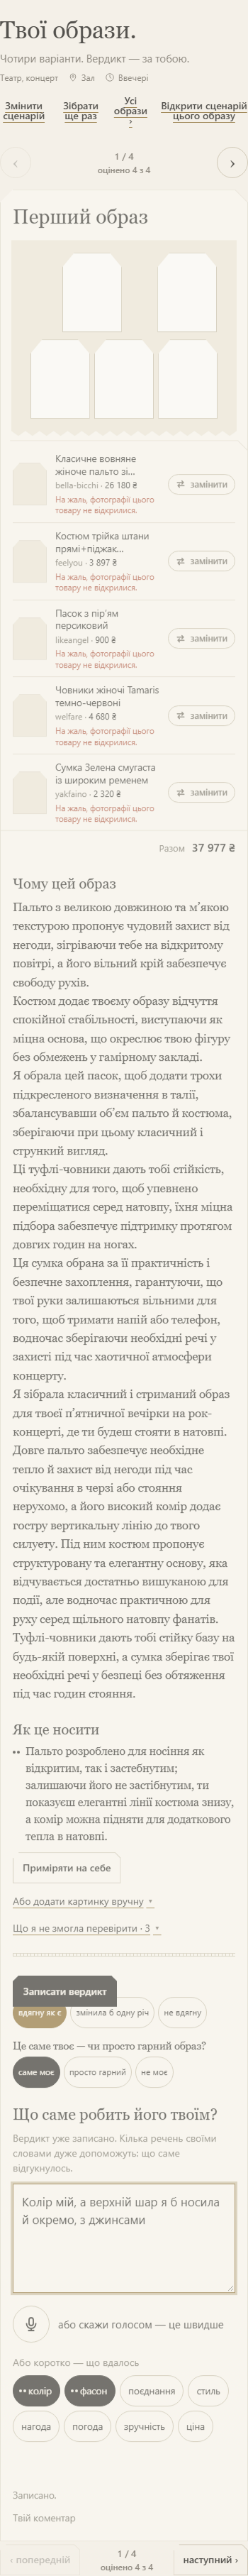 Твої образи.
Чотири варіанти. Вердикт — за тобою.
Театр, концерт Зал Ввечері
Змінити сценарій
Зібрати ще раз
Усі образи ›
Відкрити сценарій цього образу
‹
1 / 4
оцінено 4 з 4
›
Перший образ
Класичне вовняне
жіноче пальто зі...
bella-bicchi · 26 180 ₴
На жаль, фотографії цього
товару не відкрилися.
замінити
Костюм трійка штани
прямі+піджак...
feelyou · 3 897 ₴
На жаль, фотографії цього
товару не відкрилися.
замінити
Пасок з пір'ям
персиковий
likeangel · 900 ₴
На жаль, фотографії цього
товару не відкрилися.
замінити
Човники жіночі Tamaris
темно-червоні
welfare · 4 680 ₴
На жаль, фотографії цього
товару не відкрилися.
замінити
Сумка Зелена смугаста
із широким ременем
yakfaino · 2 320 ₴
На жаль, фотографії цього
товару не відкрилися.
замінити
Разом 37 977 ₴
Чому цей образ
Пальто з великою довжиною та м’якою
текстурою пропонує чудовий захист від
негоди, зігріваючи тебе на відкритому
повітрі, а його вільний крій забезпечує
свободу рухів.
Костюм додає твоєму образу відчуття
спокійної стабільності, виступаючи як
міцна основа, що окреслює твою фігуру
без обмежень у гамірному закладі.
Я обрала цей пасок, щоб додати трохи
підкресленого визначення в талії,
збалансувавши об’єм пальто й костюма,
зберігаючи при цьому класичний і
стрункий вигляд.
Ці туфлі-човники дають тобі стійкість,
необхідну для того, щоб упевнено
переміщатися серед натовпу, їхня міцна
підошва забезпечує підтримку протягом
довгих годин на ногах.
Ця сумка обрана за її практичність і
безпечне захоплення, гарантуючи, що
твої руки залишаються вільними для
того, щоб тримати напій або телефон,
водночас зберігаючи необхідні речі у
захисті під час хаотичної атмосфери
концерту.
Я зібрала класичний і стриманий образ
для твоєї п’ятничної вечірки на рок-
концерті, де ти будеш стояти в натовпі.
Довге пальто забезпечує необхідне
тепло й захист від негоди під час
очікування в черзі або стояння
нерухомо, а його високий комір додає
гостру вертикальну лінію до твого
силуету. Під ним костюм пропонує
структуровану та елегантну основу, яка
відчувається достатньо вишуканою для
події, але водночас практичною для
руху серед щільного натовпу фанатів.
Туфлі-човники дають тобі стійку базу на
будь-якій поверхні, а сумка зберігає твої
необхідні речі у безпеці без обтяження
під час годин стояння.
Як це носити
•• Пальто розроблено для носіння як
відкритим, так і застебнутим;
залишаючи його не застібнутим, ти
показуєш елегантні лінії костюма знизу,
а комір можна підняти для додаткового
тепла в натовпі.
Приміряти на себе
Або додати картинку вручну
Що я не змогла перевірити · 3
Записати вердикт
вдягну як є
змінила б одну річ
не вдягну
Це саме твоє — чи просто гарний образ?
саме моє
просто гарний
не моє
Що саме робить його твоїм?
Вердикт уже записано. Кілька речень своїми
словами дуже допоможуть: що саме
відгукнулось.
Колір мій, а верхній шар я б носила
й окремо, з джинсами
або скажи голосом — це швидше
Або коротко — що вдалось
•• колір
•• фасон
поєднання
стиль
нагода
погода
зручність
ціна
Записано.
Твій коментар
‹ попередній
1 / 4
оцінено 4 з 4
наступний ›